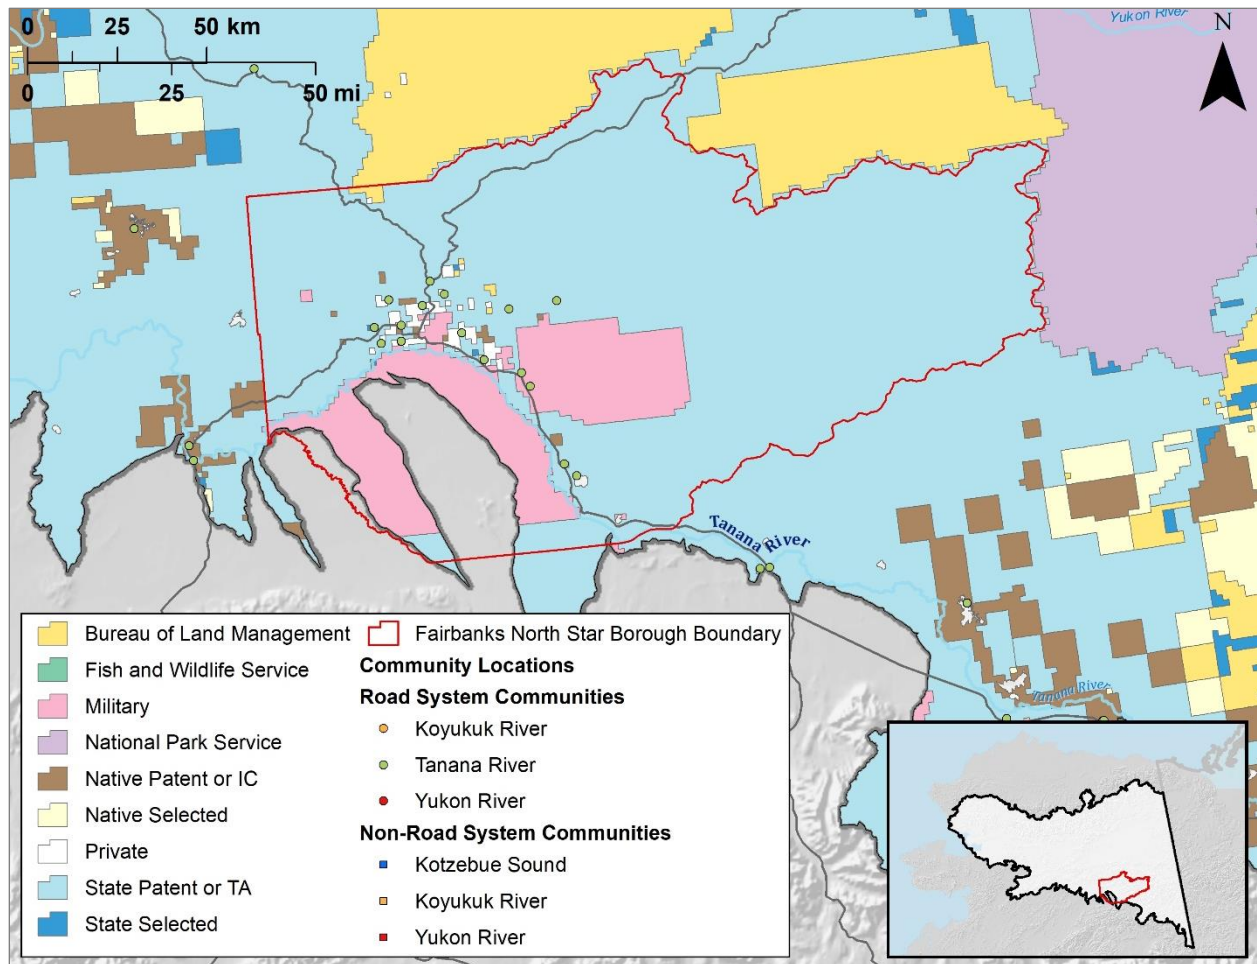 0 25 50 km
0 25 50 mi
Yukon River
N
Tanana River
Tanana River
Bureau of Land Management
Fish and Wildlife Service
Military
National Park Service
Native Patent or IC
Native Selected
Private
State Patent or TA
State Selected
Fairbanks North Star Borough Boundary
Community Locations
Road System Communities
Koyukuk River
Tanana River
Yukon River
Non-Road System Communities
Kotzebue Sound
Koyukuk River
Yukon River